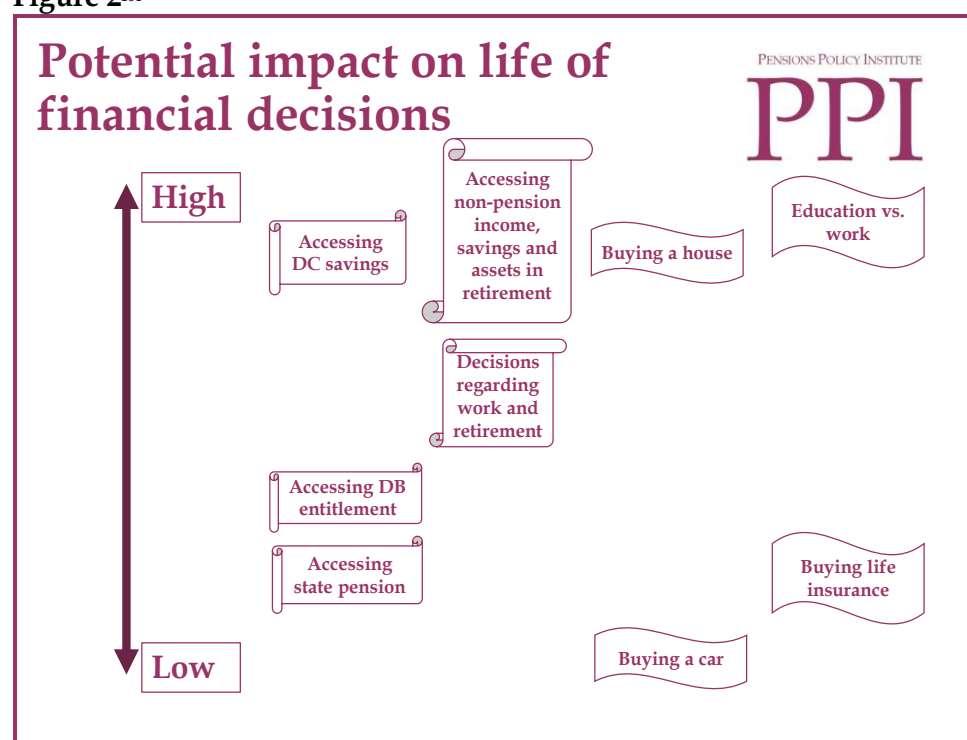 Potential impact on life of
financial decisions
PENSIONS POLICY INSTITUTE
PPI
High
Accessing
DC savings
Accessing
non-pension
income,
savings and
assets in
retirement
Buying a house
Education vs.
work
Decisions
regarding
work and
retirement
Accessing DB
entitlement
Accessing
state pension
Buying life
insurance
Low
Buying a car